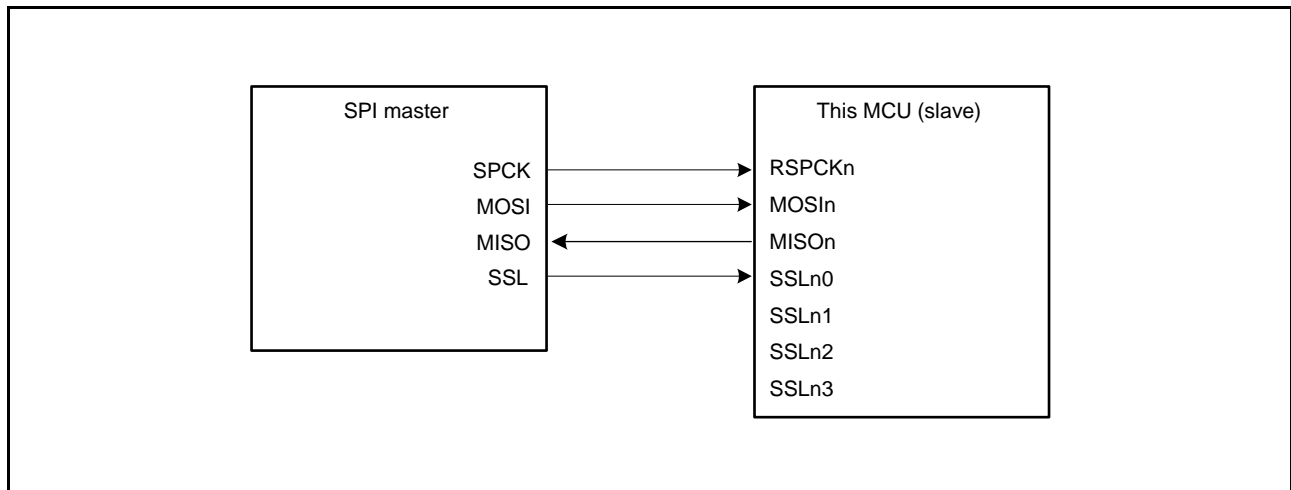 SPI master
SPCK
MOSI
MISO
SSL
This MCU (slave)
RSPCKn
MOSIn
MISOn
SSLn0
SSLn1
SSLn2
SSLn3